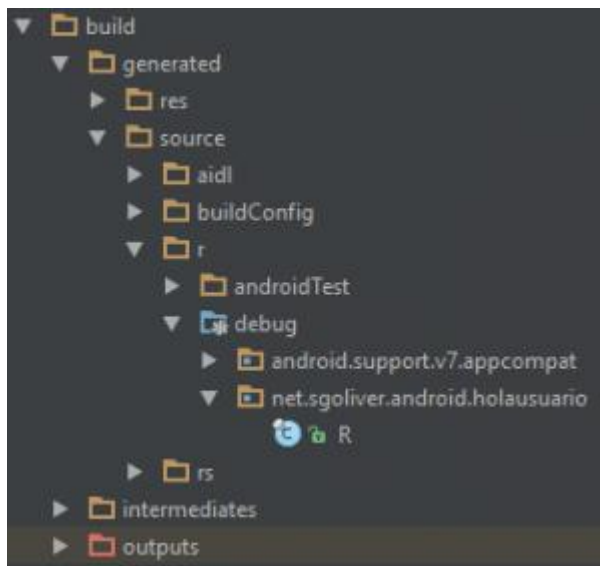 build
generated
res
source
aidl
buildConfig
r
androidTest
debug
android.support.v7.appcompat
net.sgoliver.android.holausuario
R
rs
intermediates
outputs